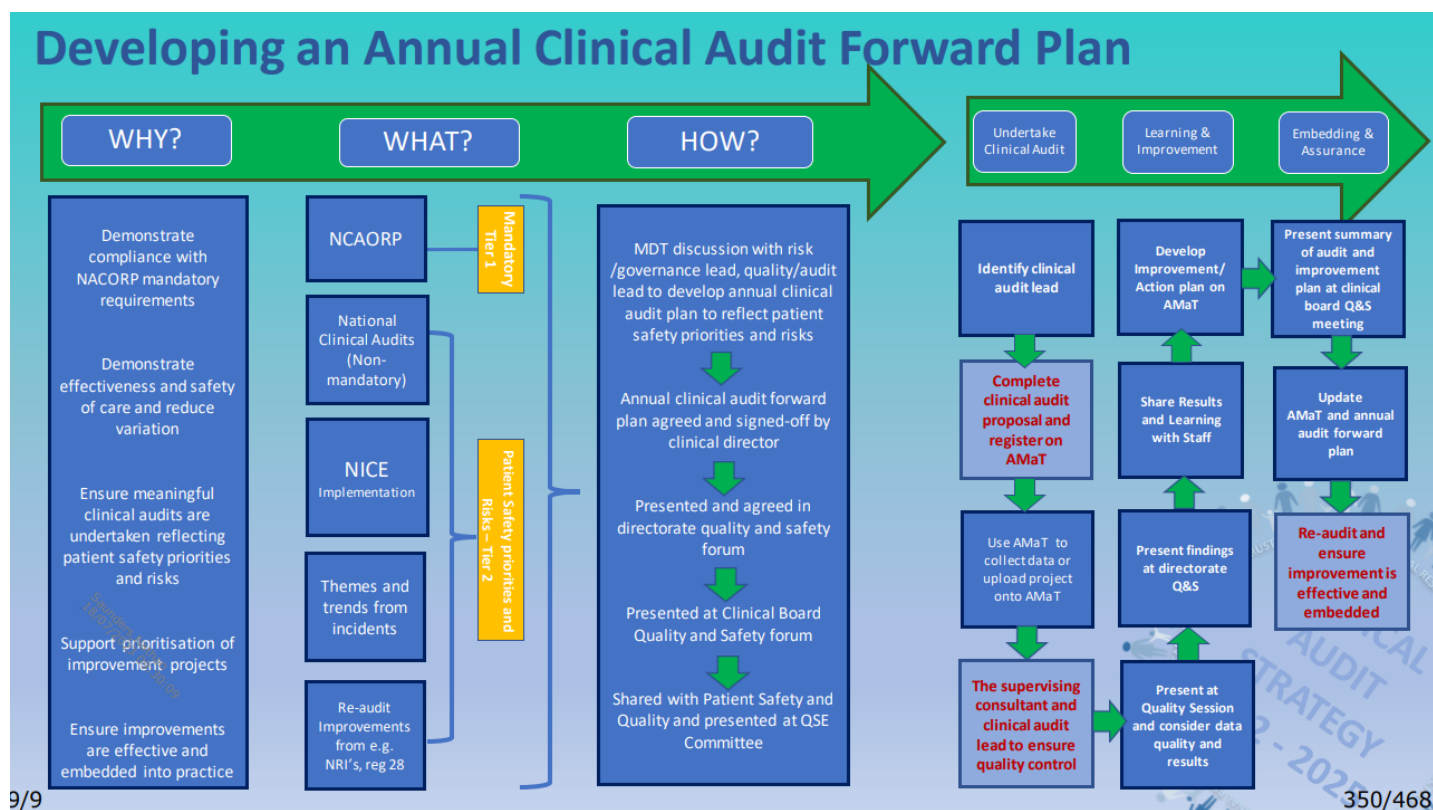 Developing an Annual Clinical Audit Forward Plan
WHY?
WHAT?
HOW?
Undertake
Clinical Audit
Learning &
Improvement
Embedding &
Assurance
Demonstrate
compliance with
NACORP mandatory
requirements
Demonstrate
effectiveness and safety
of care and reduce
variation
Ensure meaningful
clinical audits are
undertaken reflecting
patient safety priorities
and risks
Support prioritisation of
improvement projects
Ensure improvements
are effective and
embedded into practice
NCAORP
National
Clinical Audits
(Non-
mandatory)
NICE
Implementation
Themes and
trends from
incidents
Re-audit
Improvements
from e.g.
NRI's, reg 28
Mandatory
Tier 1
Patient Safety priorities and
Risks – Tier 2
MDT discussion with risk
/governance lead, quality/audit
lead to develop annual clinical
audit plan to reflect patient
safety priorities and risks
Annual clinical audit forward
plan agreed and signed-off by
clinical director
Presented and agreed in
directorate quality and safety
forum
Presented at Clinical Board
Quality and Safety forum
Shared with Patient Safety and
Quality and presented at QSE
Committee
Identify clinical
audit lead
Complete
clinical audit
proposal and
register on
AMaT
Use AMaT to
collect data or
upload project
onto AMaT
The supervising
consultant and
clinical audit
lead to ensure
quality control
Present at
Quality Session
and consider data
quality and
results
Present findings
at directorate
Q&S
Share Results
and Learning
with Staff
Develop
Improvement/
Action plan on
AMaT
Present summary
of audit and
improvement
plan at clinical
board Q&S
meeting
Update
AMaT and annual
audit forward
plan
Re-audit and
ensure
improvement is
effective and
embedded
AUDIT
STRATEGY
9/9
350/468